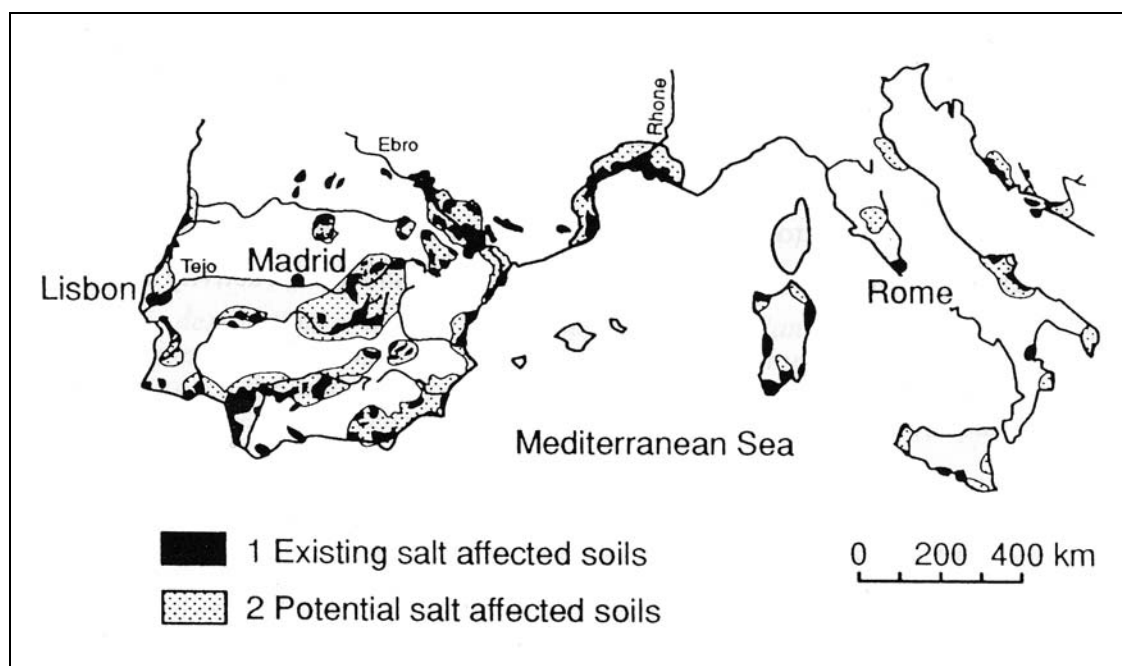 Ebro
Rhone
Tejo
Madrid
Lisbon
Rome
Mediterranean Sea
1 Existing salt affected soils
2 Potential salt affected soils
0 200 400 km